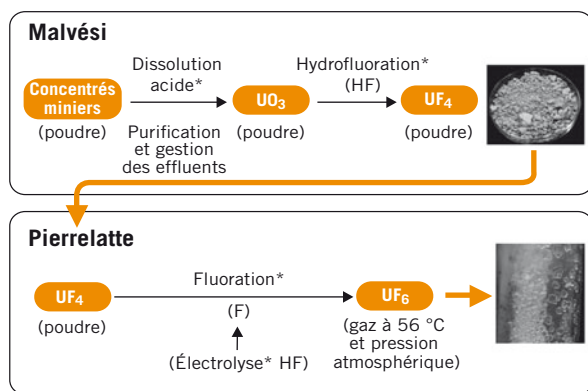 Malvési
Dissolution
acide*
Hydrofluoration*
(HF)
Concentrés
miniers
UO3
UF4
(poudre)
(poudre)
(poudre)
Purification
et gestion
des effluents
Pierrelatte
Fluoration*
UF4
UF6
(poudre)
(F)
(gaz à 56 °C
et pression
atmosphérique)
(Électrolyse* HF)